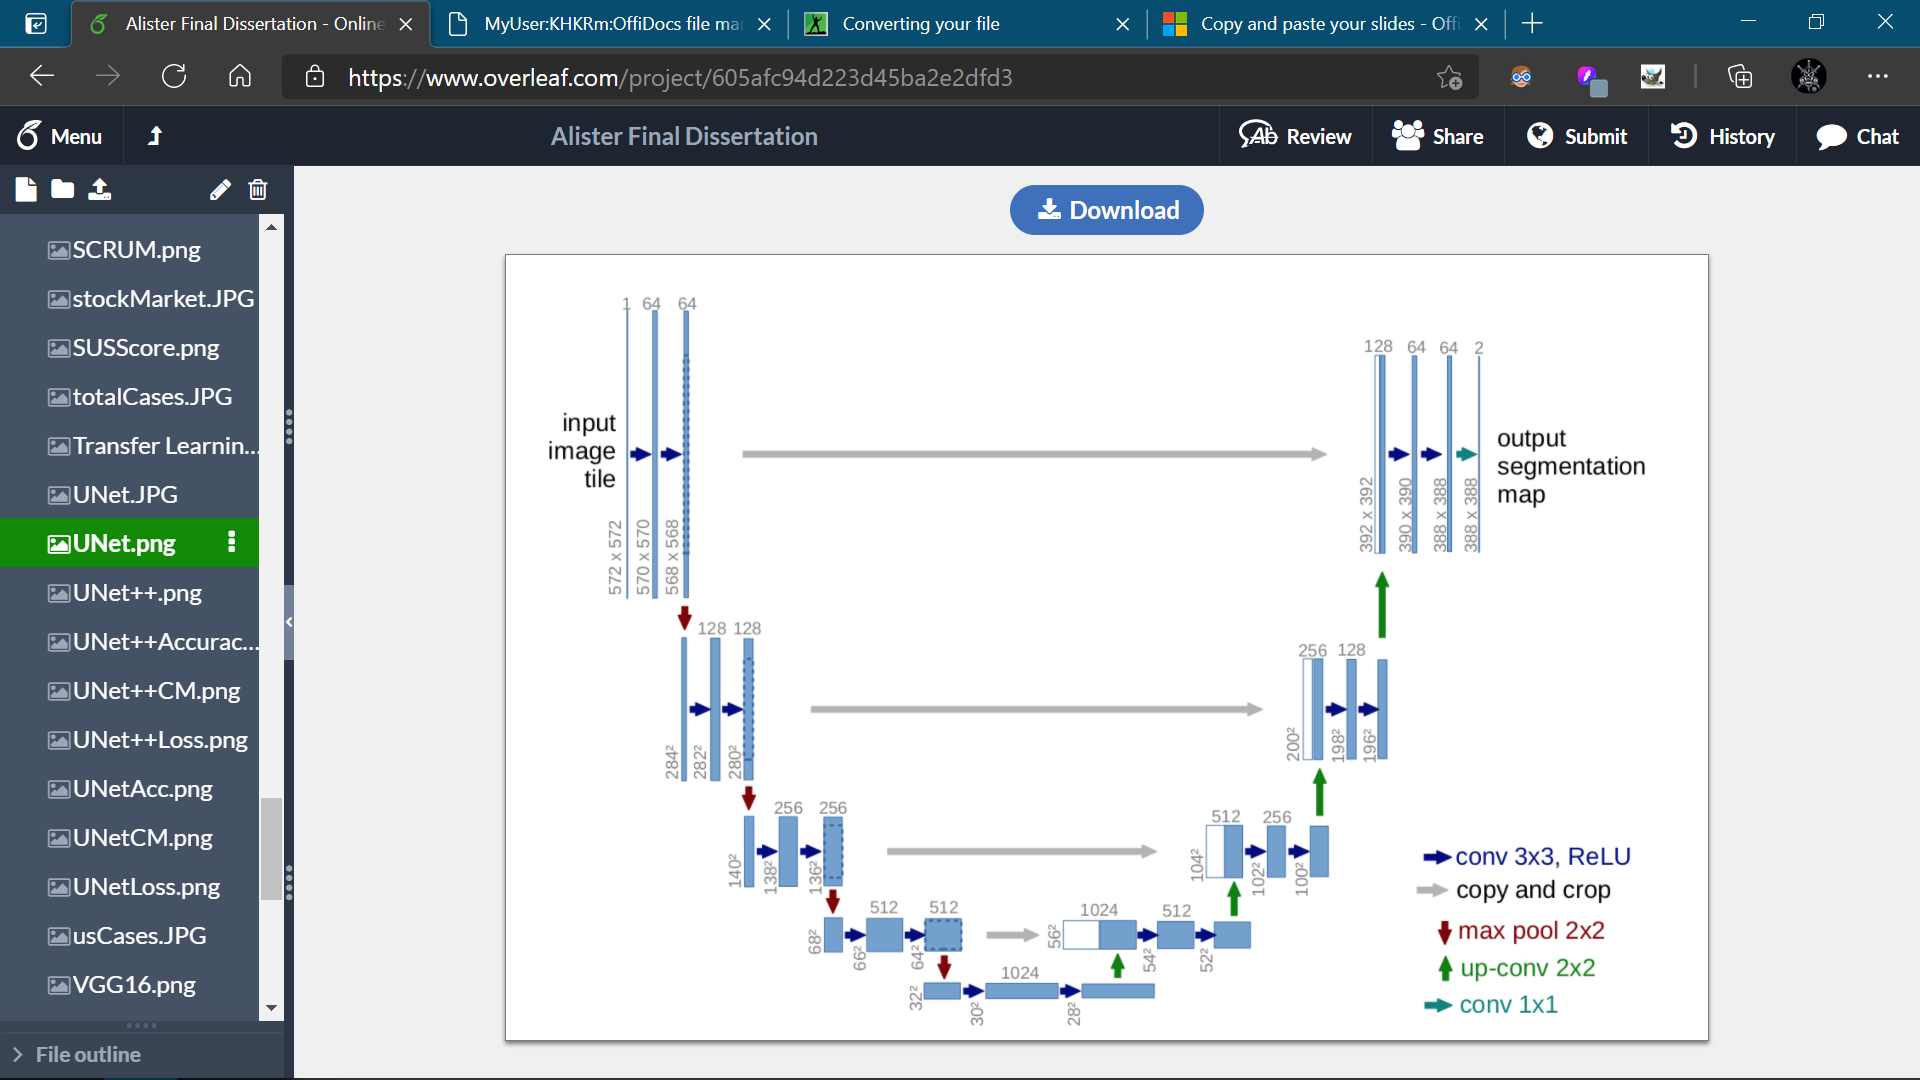 Alister Final Dissertation - Online
MyUser:KHKRm:OffiDocs file ma
Converting your file
Copy and paste your slides - Offi
https://www.overleaf.com/project/605afc94d223d45ba2e2dfd3
Menu
Alister Final Dissertation
Review
Share
Submit
History
Chat
Download
SCRUM.png
stockMarket.JPG
SUSScore.png
totalCases.JPG
Transfer Learnin...
UNet.JPG
UNet.png
UNet++.png
UNet++Accurac...
UNet++CM.png
UNet++Loss.png
UNetAcc.png
UNetCM.png
UNetLoss.png
usCases.JPG
VGG16.png
File outline
1 64 64
input
image
tile
572 x 572
570 x 570
568 x 568
128 64 64 2
output
segmentation
map
392 x 392
390 x 390
388 x 388
388 x 388
128 128
284²
282²
280²
256 128
200²
198²
196²
256 256
140²
138²
136²
512 256
104²
102²
100²
512 512
68²
66²
64²
1024 512
56²
54²
52²
1024
32²
30²
28²
conv 3x3, ReLU
copy and crop
max pool 2x2
up-conv 2x2
conv 1x1